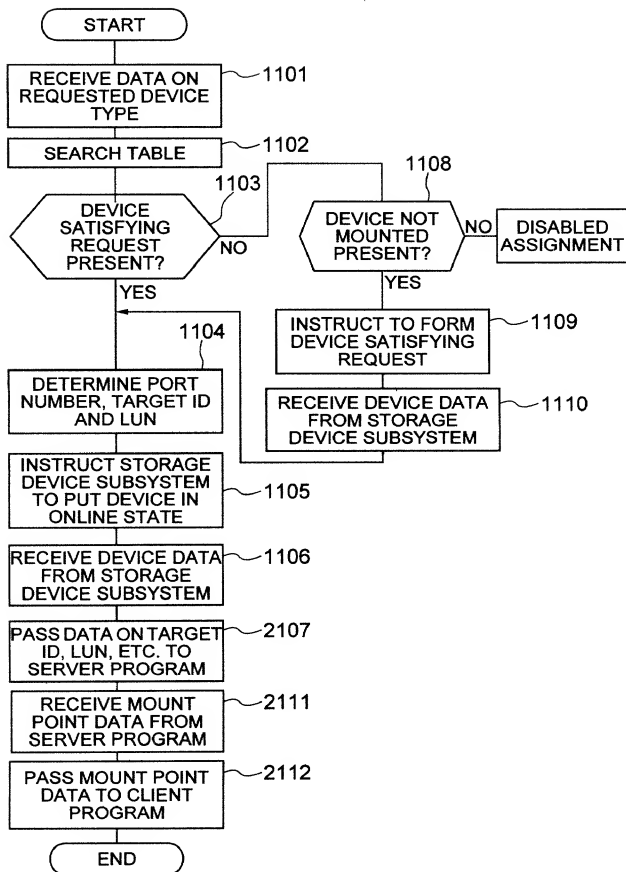 START
RECEIVE DATA ON
REQUESTED DEVICE
TYPE
1101
SEARCH TABLE
1102
DEVICE
SATISFYING
REQUEST
PRESENT?
1103
NO
YES
DEVICE NOT
MOUNTED
PRESENT?
1108
NO
YES
DISABLED
ASSIGNMENT
INSTRUCT TO FORM
DEVICE SATISFYING
REQUEST
1109
RECEIVE DEVICE DATA
FROM STORAGE
DEVICE SUBSYSTEM
1110
1104
DETERMINE PORT
NUMBER, TARGET ID
AND LUN
INSTRUCT STORAGE
DEVICE SUBSYSTEM
TO PUT DEVICE IN
ONLINE STATE
1105
RECEIVE DEVICE DATA
FROM STORAGE
DEVICE SUBSYSTEM
1106
PASS DATA ON TARGET
ID, LUN, ETC. TO
SERVER PROGRAM
2107
RECEIVE MOUNT
POINT DATA FROM
SERVER PROGRAM
2111
PASS MOUNT POINT
DATA TO CLIENT
PROGRAM
2112
END